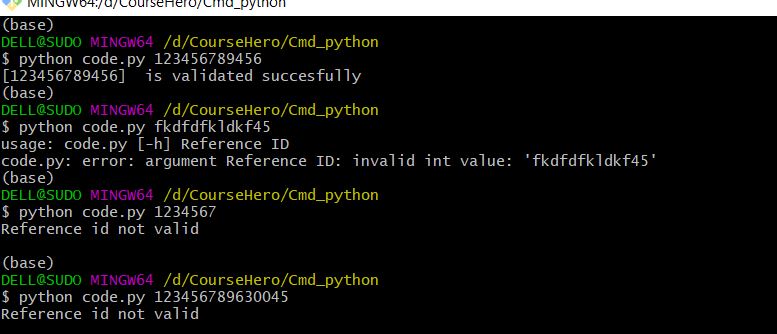 MINGW64:/d/CourseHero/Cmd_python
(base)
DELL@SUDO MINGW64 /d/CourseHero/Cmd_python
$ python code.py 123456789456
[123456789456]  is validated succesfully
(base)
DELL@SUDO MINGW64 /d/CourseHero/Cmd_python
$ python code.py fkdfdfkldkf45
usage: code.py [-h] Reference ID
code.py: error: argument Reference ID: invalid int value: 'fkdfdfkldkf45'
(base)
DELL@SUDO MINGW64 /d/CourseHero/Cmd_python
$ python code.py 1234567
Reference id not valid

(base)
DELL@SUDO MINGW64 /d/CourseHero/Cmd_python
$ python code.py 123456789630045
Reference id not valid